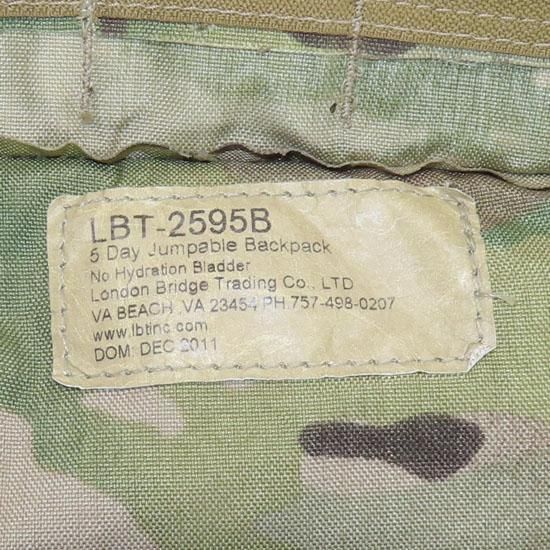 LBT-2595B
5 Day Jumpable Backpack
No Hydration Bladder
London Bridge Trading Co., LTD
VA BEACH ,VA 23454 PH.757-498-0207
www.lbtinc.com
DOM: DEC 2011